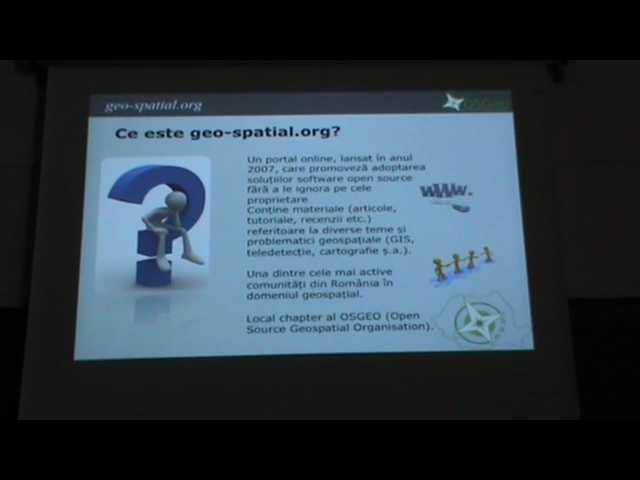 geo-spatial.org
OSGeo
Ce este geo-spatial.org?
Un portal online, lansat în anul
2007, care promovează adoptarea
soluțiilor software open source
fără a le ignora pe cele
proprietare
Conține materiale (articole,
tutoriale, recenzii etc.)
referitoare la diverse teme și
problematici geospațiale (GIS,
teledetecție, cartografie ș.a.).
www.
Una dintre cele mai active
comunități din România în
domeniul geospațial.
Local chapter al OSGEO (Open
Source Geospatial Organisation).